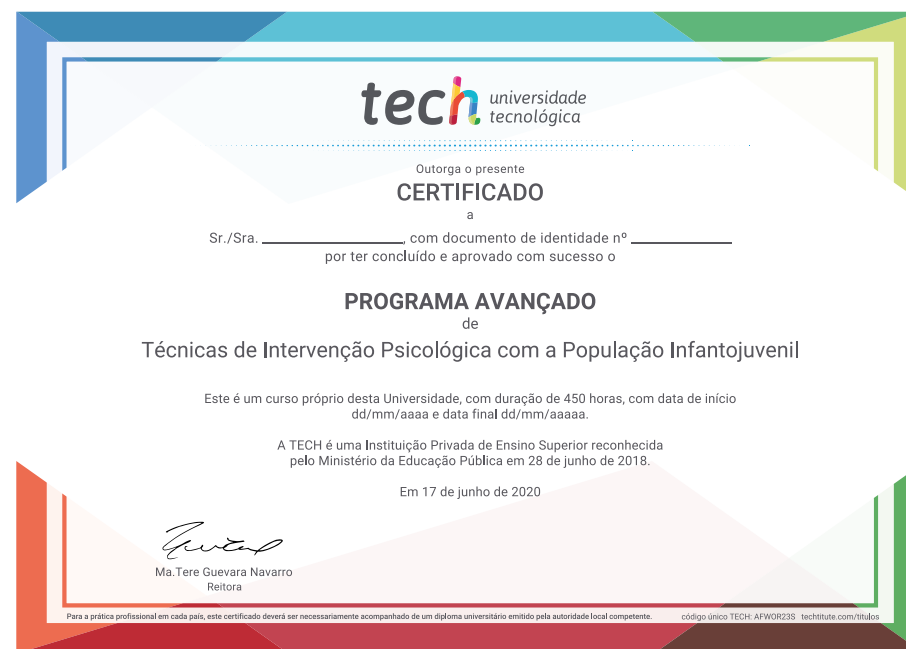 tech universidade
tecnológica
Outorga o presente
CERTIFICADO
a
Sr./Sra. ________________, com documento de identidade nº ____________
por ter concluído e aprovado com sucesso o
PROGRAMA AVANÇADO
de
Técnicas de Intervenção Psicológica com a População Infantojuvenil
Este é um curso próprio desta Universidade, com duração de 450 horas, com data de início
dd/mm/aaaa e data final dd/mm/aaaaa.
A TECH é uma Instituição Privada de Ensino Superior reconhecida
pelo Ministério da Educação Pública em 28 de junho de 2018.
Em 17 de junho de 2020
Ma.Tere Guevara Navarro
Reitora
Para a prática profissional em cada país, este certificado deverá ser necessariamente acompanhado de um diploma universitário emitido pela autoridade local competente. código único TECH: AFWOR23S techtitute.com/titulos